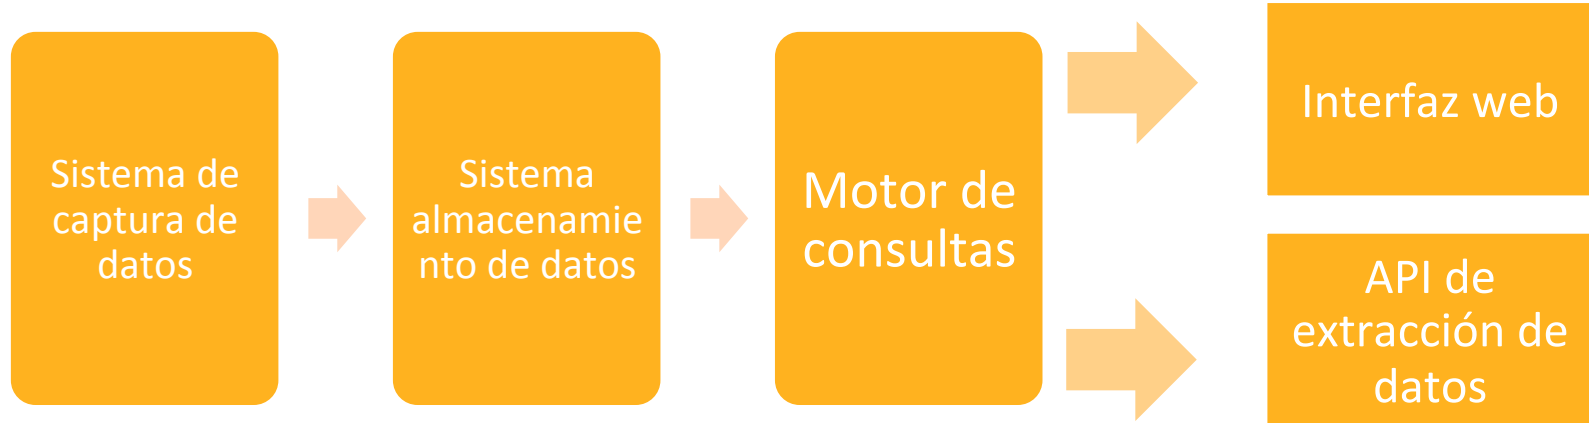 Sistema de
captura de
datos
Sistema
almacenamie
nto de datos
Motor de
consultas
Interfaz web
API de
extracción de
datos